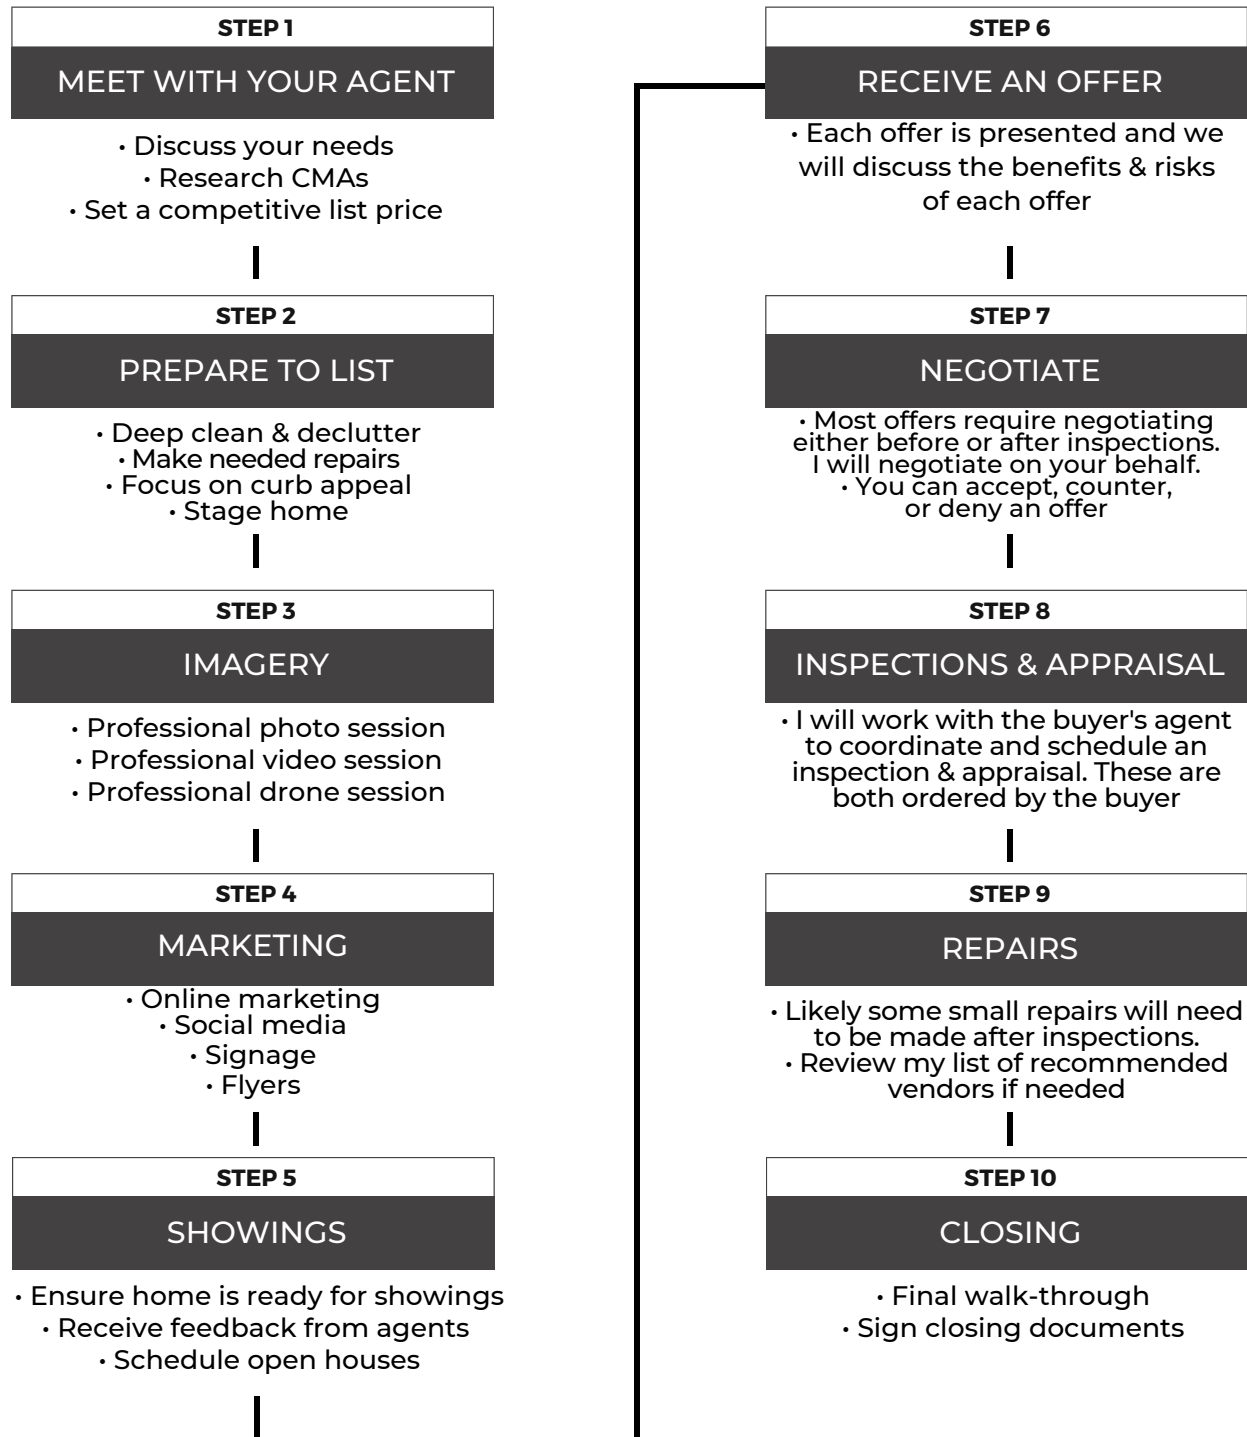 STEP 1
MEET WITH YOUR AGENT
• Discuss your needs
• Research CMAs
• Set a competitive list price
STEP 2
PREPARE TO LIST
• Deep clean & declutter
• Make needed repairs
• Focus on curb appeal
• Stage home
STEP 3
IMAGERY
• Professional photo session
• Professional video session
• Professional drone session
STEP 4
MARKETING
• Online marketing
• Social media
• Signage
• Flyers
STEP 5
SHOWINGS
• Ensure home is ready for showings
• Receive feedback from agents
• Schedule open houses
STEP 6
RECEIVE AN OFFER
• Each offer is presented and we
will discuss the benefits & risks
of each offer
STEP 7
NEGOTIATE
• Most offers require negotiating
either before or after inspections.
I will negotiate on your behalf.
• You can accept, counter,
or deny an offer
STEP 8
INSPECTIONS & APPRAISAL
• I will work with the buyer's agent
to coordinate and schedule an
inspection & appraisal. These are
both ordered by the buyer
STEP 9
REPAIRS
• Likely some small repairs will need
to be made after inspections.
• Review my list of recommended
vendors if needed
STEP 10
CLOSING
• Final walk-through
• Sign closing documents